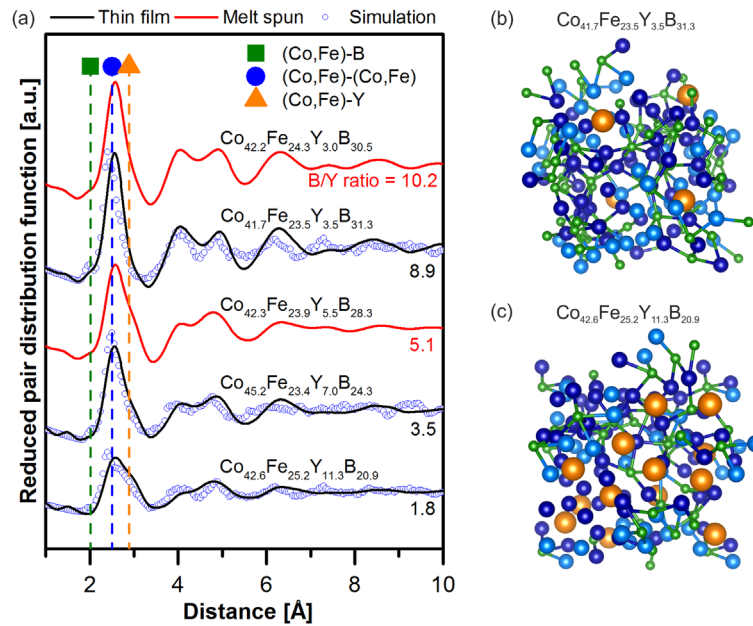 (a)
Thin film Melt spun Simulation
(Co,Fe)-B
(Co,Fe)-(Co,Fe)
(Co,Fe)-Y
Co42.2Fe24.3Y3.0B30.5
B/Y ratio = 10.2
Co41.7Fe23.5Y3.5B31.3
8.9
Co42.3Fe23.9Y5.5B28.3
5.1
Co45.2Fe23.4Y7.0B24.3
3.5
Co42.6Fe25.2Y11.3B20.9
1.8
Reduced pair distribution function [a.u.]
2 4 6 8 10
Distance [Å]
(b)
Co41.7Fe23.5Y3.5B31.3
(c)
Co42.6Fe25.2Y11.3B20.9